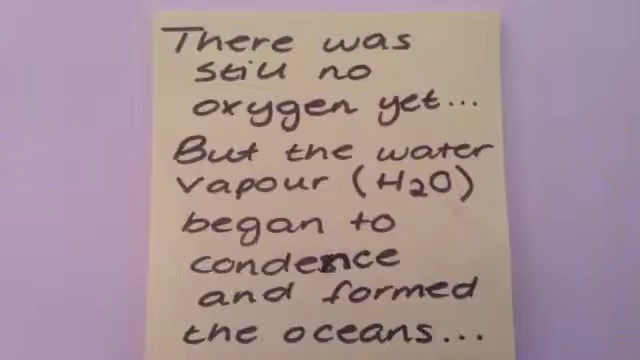 There was
still no
oxygen yet...
But the water
vapour (H2O)
began to
condence
and formed
the oceans...